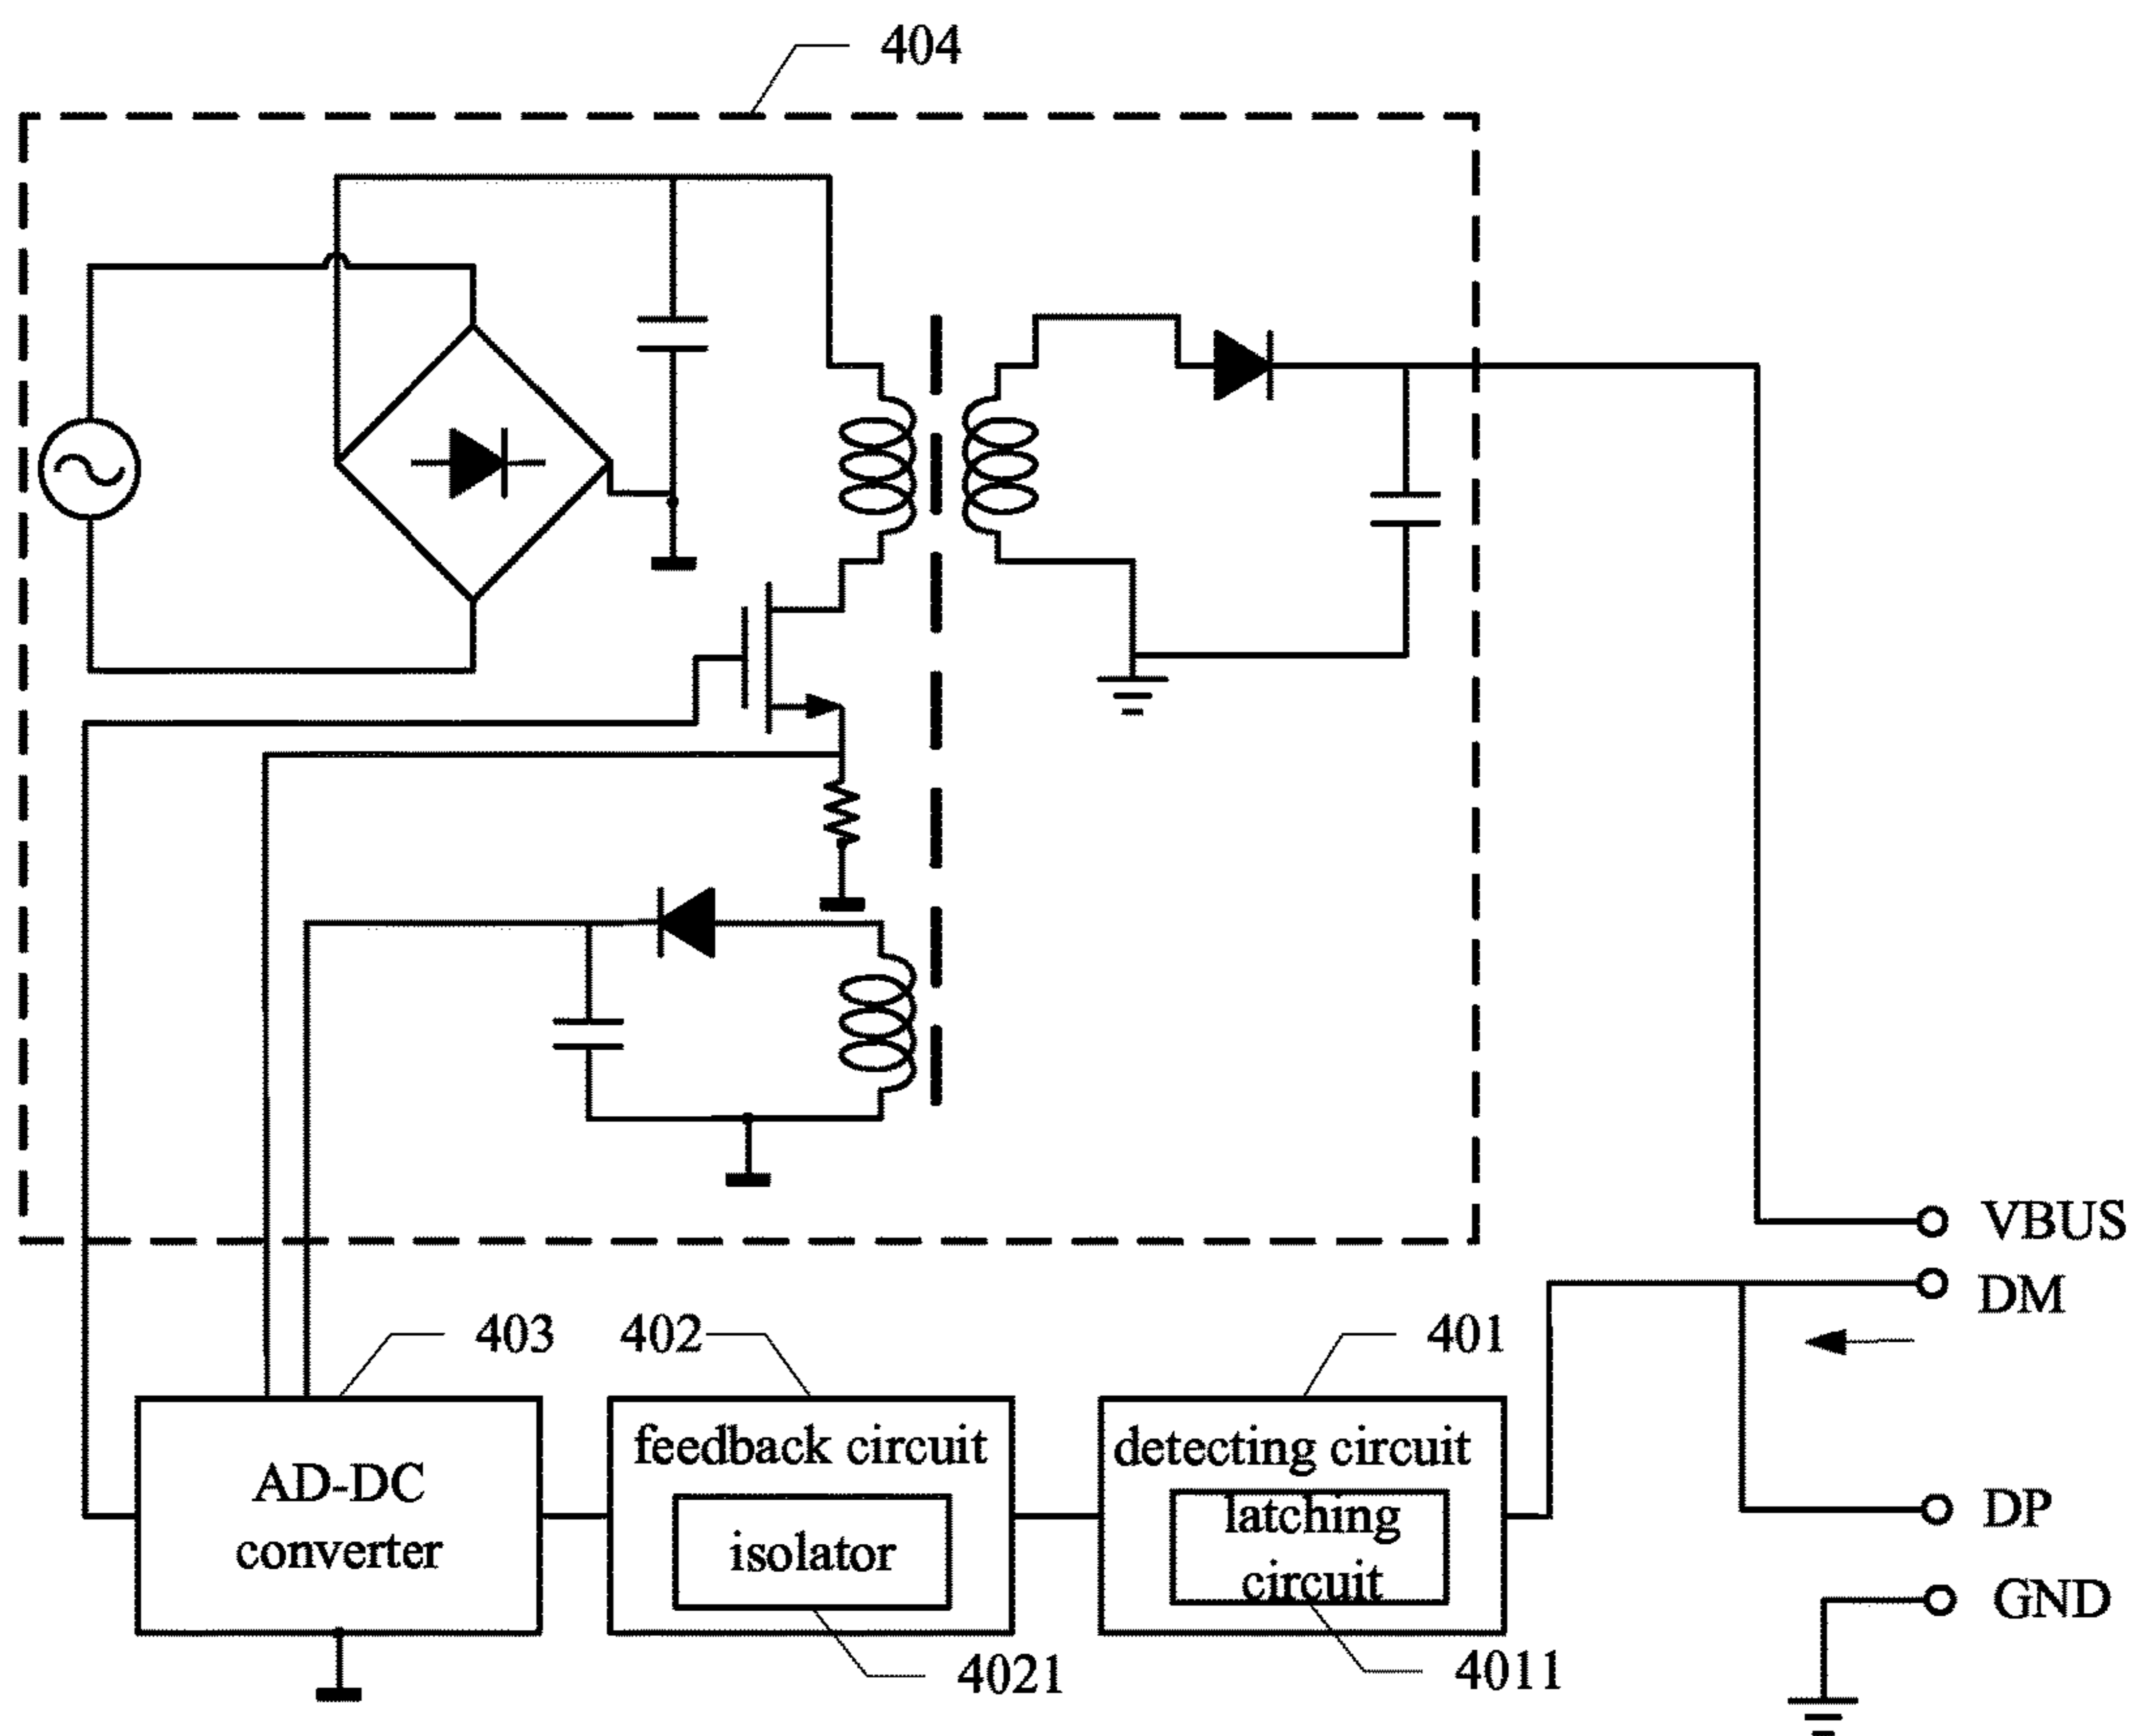 404
VBUS
DM
403
402
401
feedback circuit
detecting circuit
AD-DC
converter
isolator
latching
circuit
DP
GND
4021
4011